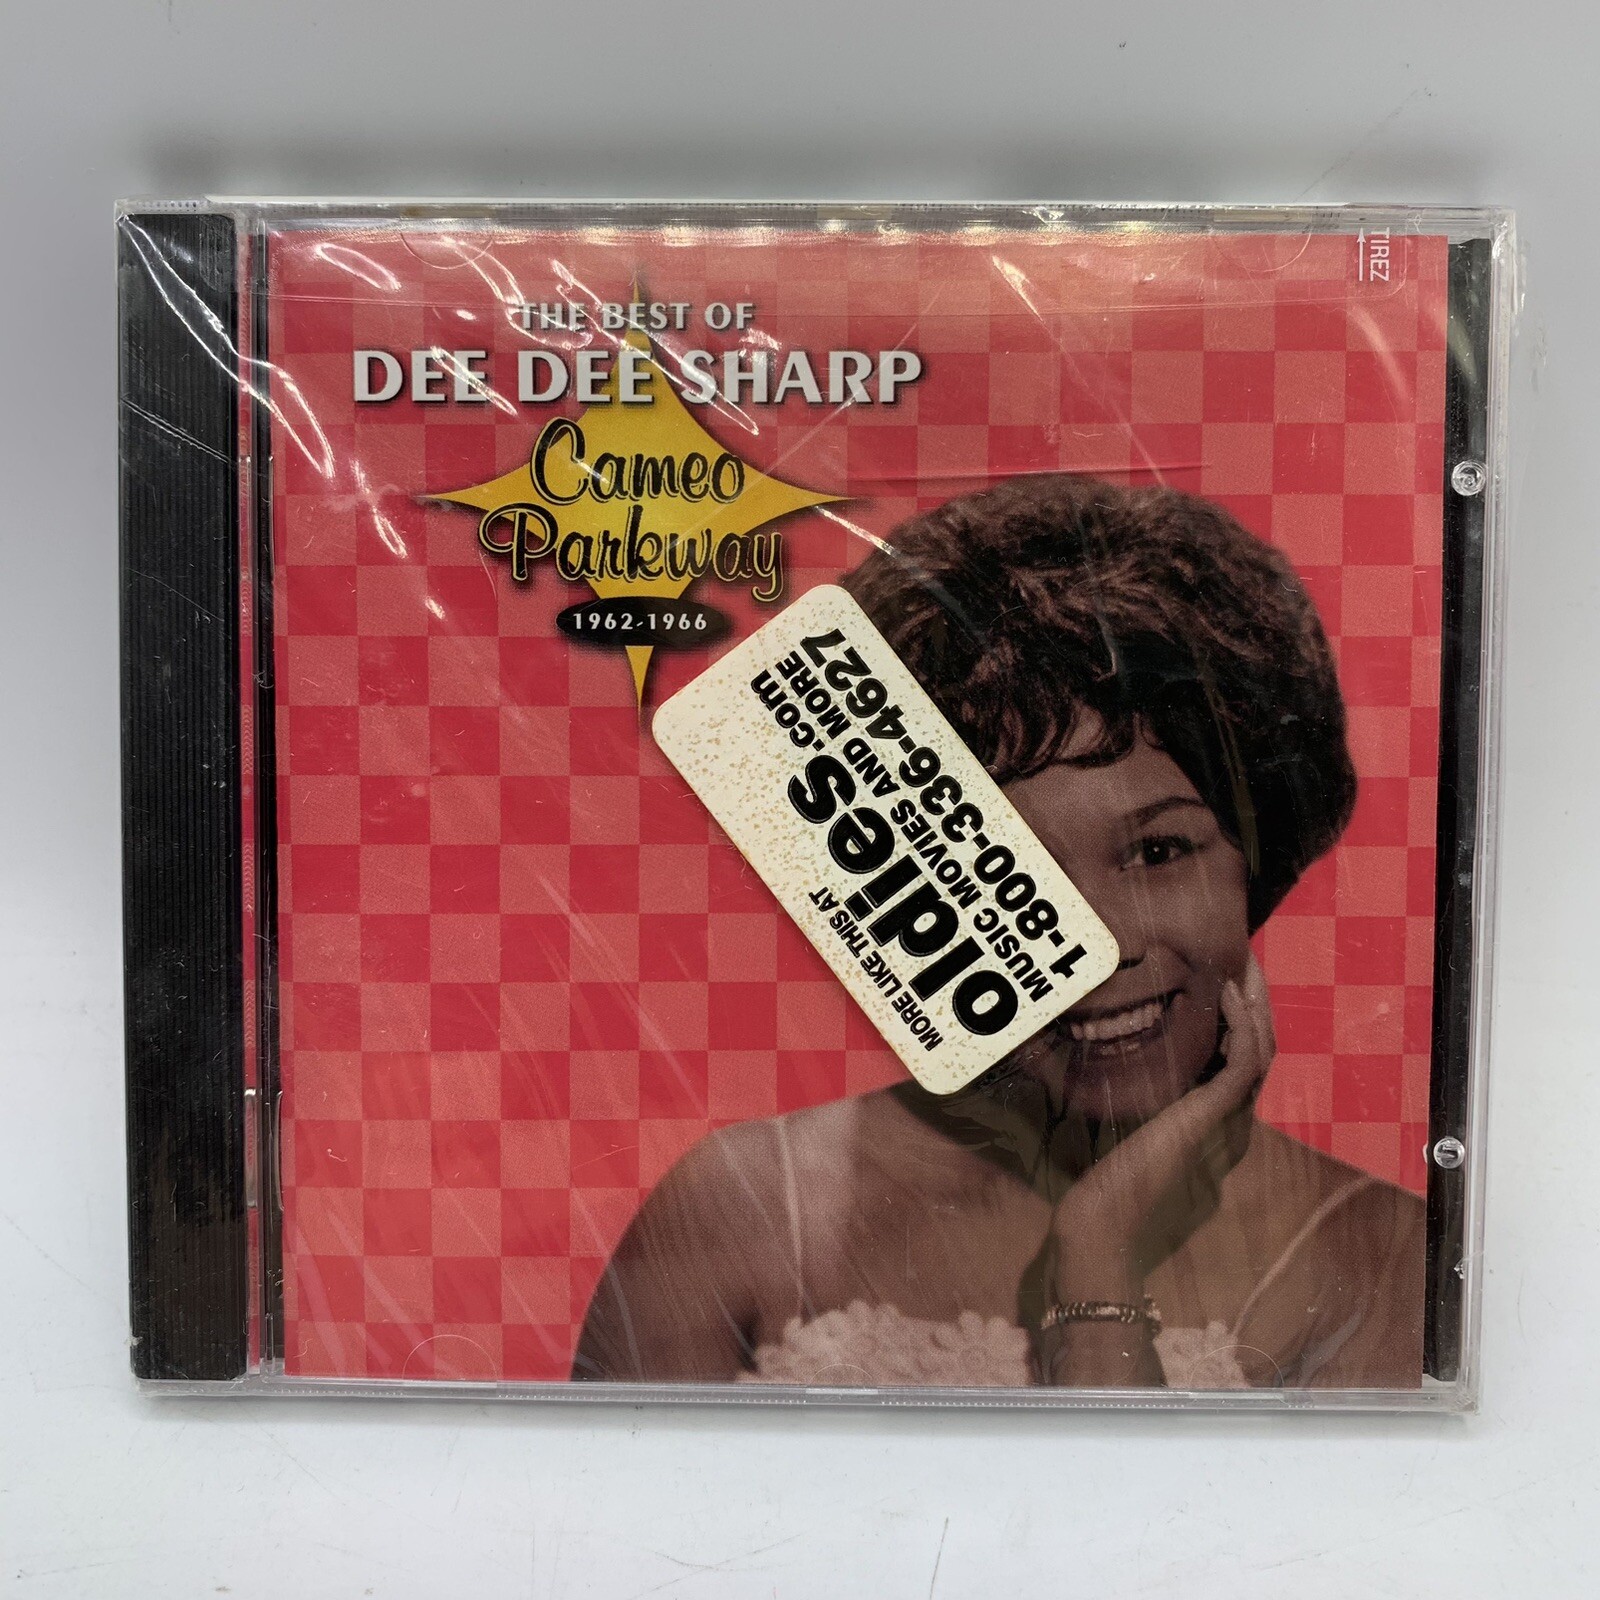 TIREZ
THE BEST OF
DEE DEE SHARP
Cameo
Parkway
1962-1966
MORE LIKE THIS AT
oldies.com
MUSIC MOVIES AND MORE
1-800-336-4627